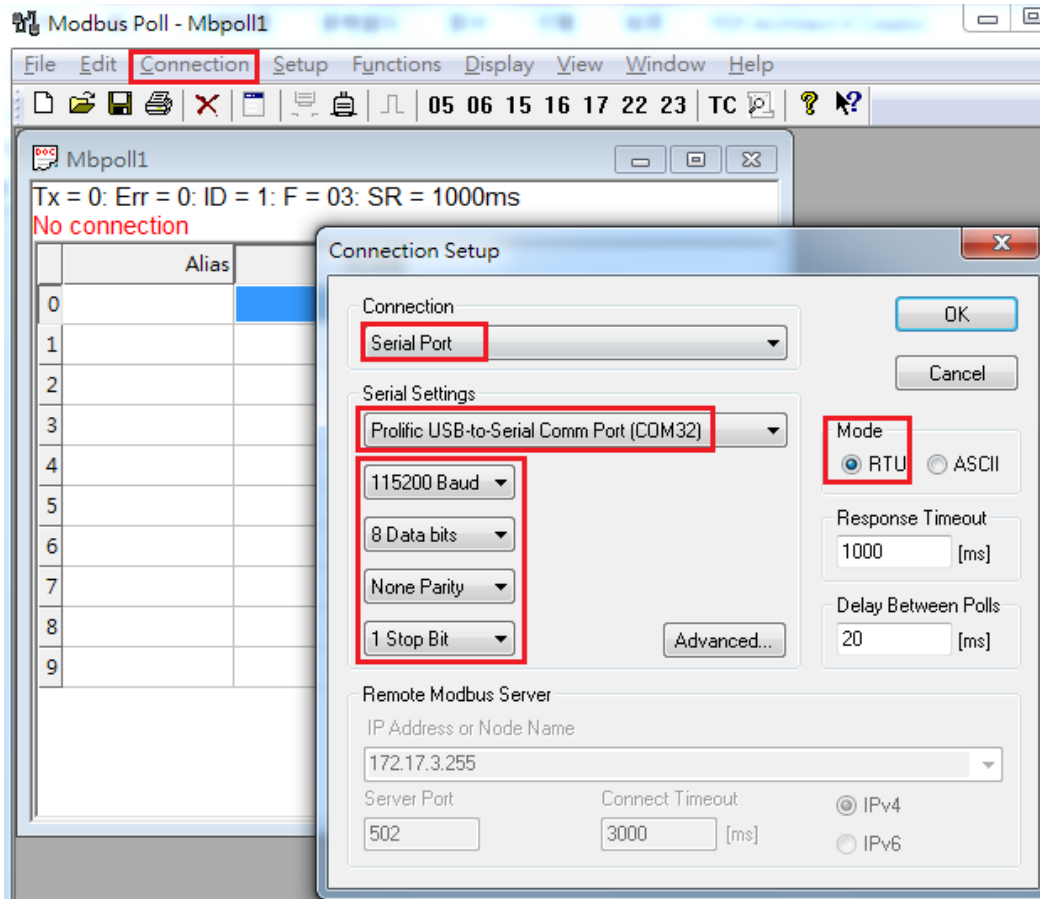 Modbus Poll - Mbpoll1
File Edit Connection Setup Functions Display View Window Help
05 06 15 16 17 22 23 TC
Mbpoll1
Tx = 0: Err = 0: ID = 1: F = 03: SR = 1000ms
No connection
Alias
0
1
2
3
4
5
6
7
8
9
Connection Setup
Connection
Serial Port
OK
Cancel
Serial Settings
Prolific USB-to-Serial Comm Port (COM32)
115200 Baud
8 Data bits
None Parity
1 Stop Bit
Advanced...
Mode
RTU ASCII
Response Timeout
1000 [ms]
Delay Between Polls
20 [ms]
Remote Modbus Server
IP Address or Node Name
172.17.3.255
Server Port Connect Timeout
502 3000 [ms]
IPv4
IPv6